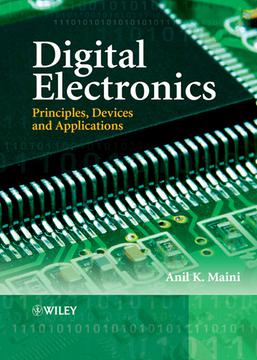 Digital
Electronics
Principles, Devices
and Applications
Anil K. Maini
WILEY